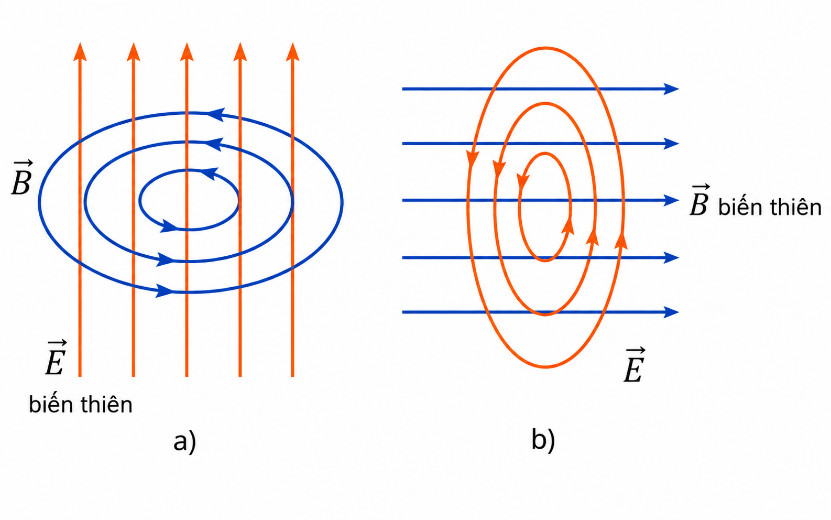 B⃗
E⃗
biến thiên
a)
B⃗ biến thiên
E⃗
b)